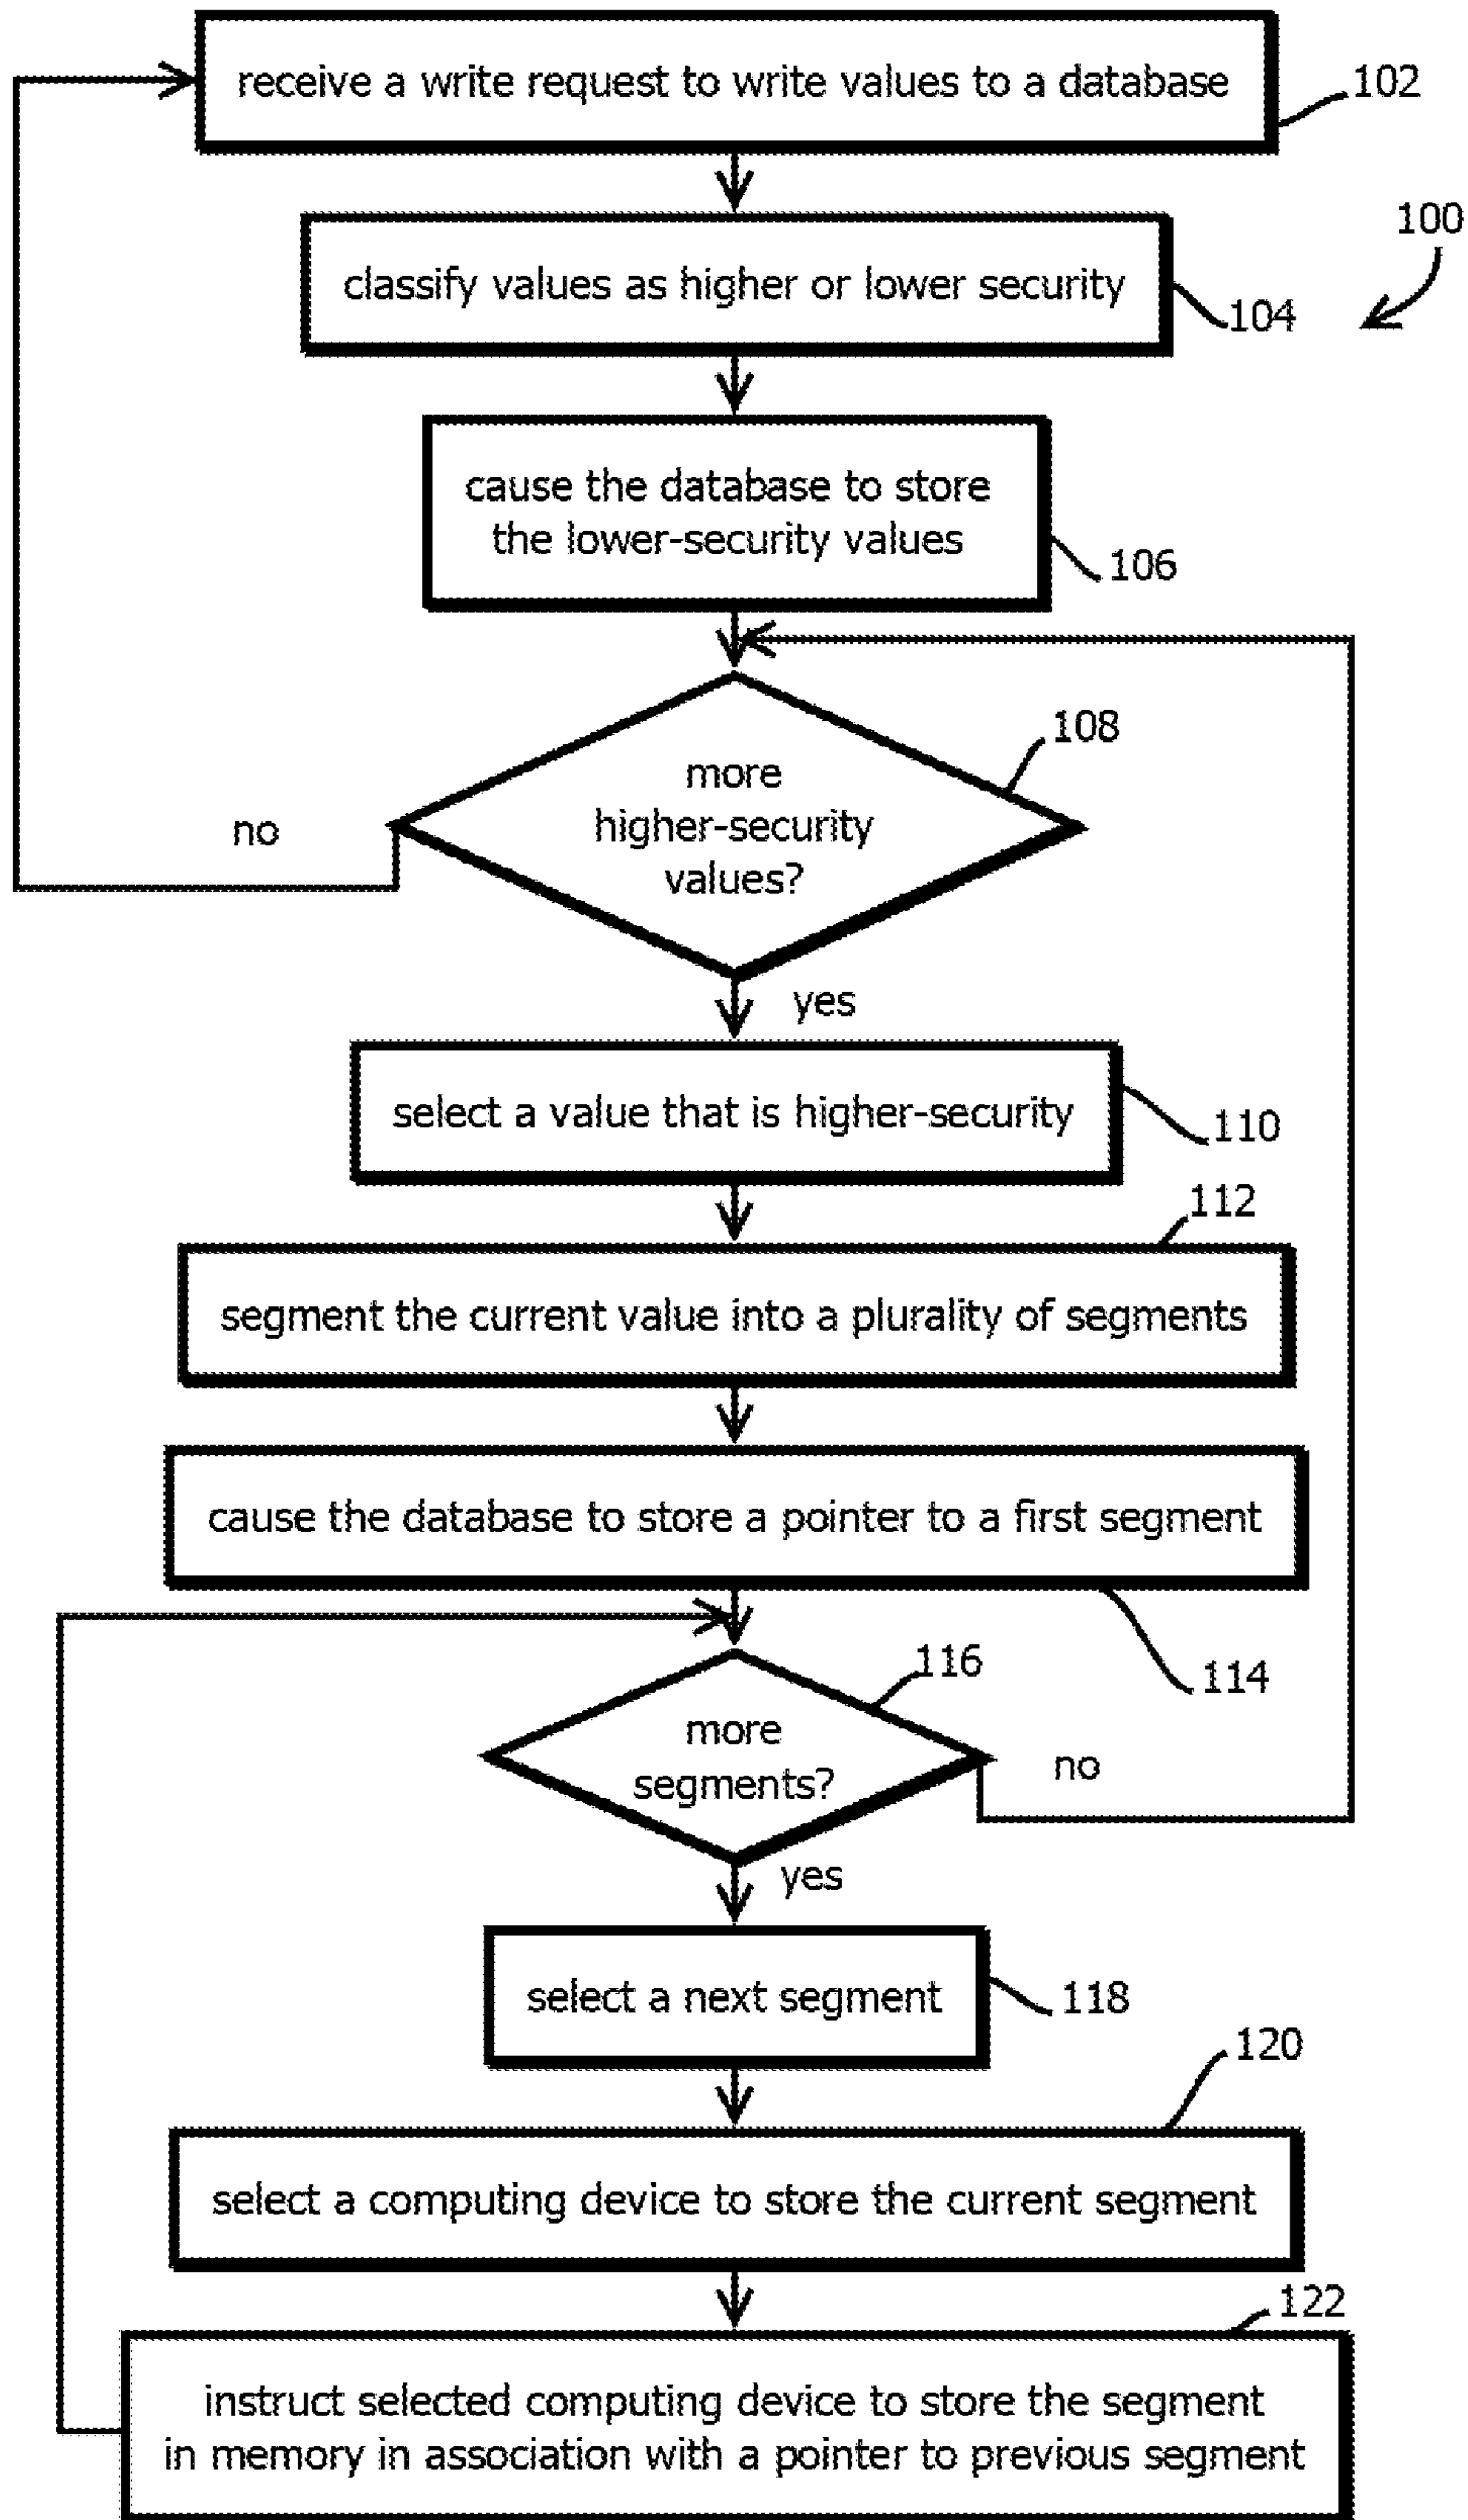 receive a write request to write values to a database
102
100
classify values as higher or lower security
104
cause the database to store
the lower-security values
106
108
more
higher-security
values?
no
yes
select a value that is higher-security
110
112
segment the current value into a plurality of segments
cause the database to store a pointer to a first segment
114
116
more
segments?
no
yes
select a next segment
118
120
select a computing device to store the current segment
122
instruct selected computing device to store the segment
in memory in association with a pointer to previous segment